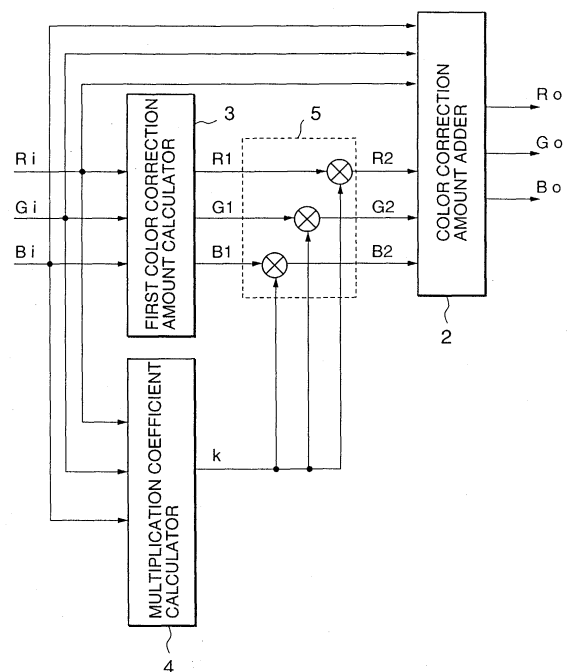 3
5
R i
G i
B i
FIRST COLOR CORRECTION
AMOUNT CALCULATOR
R1
G1
B1
R2
G2
B2
COLOR CORRECTION
AMOUNT ADDER
R o
G o
B o
2
MULTIPLICATION COEFFICIENT
CALCULATOR
k
4